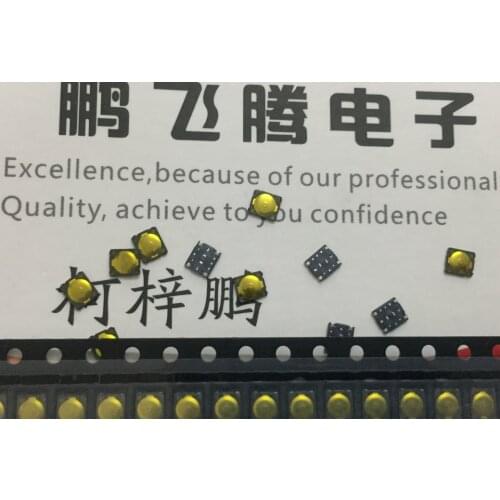 鹏飞腾电子
Excellence,because of our professional
Quality, achieve to you confidence
柯梓鹏